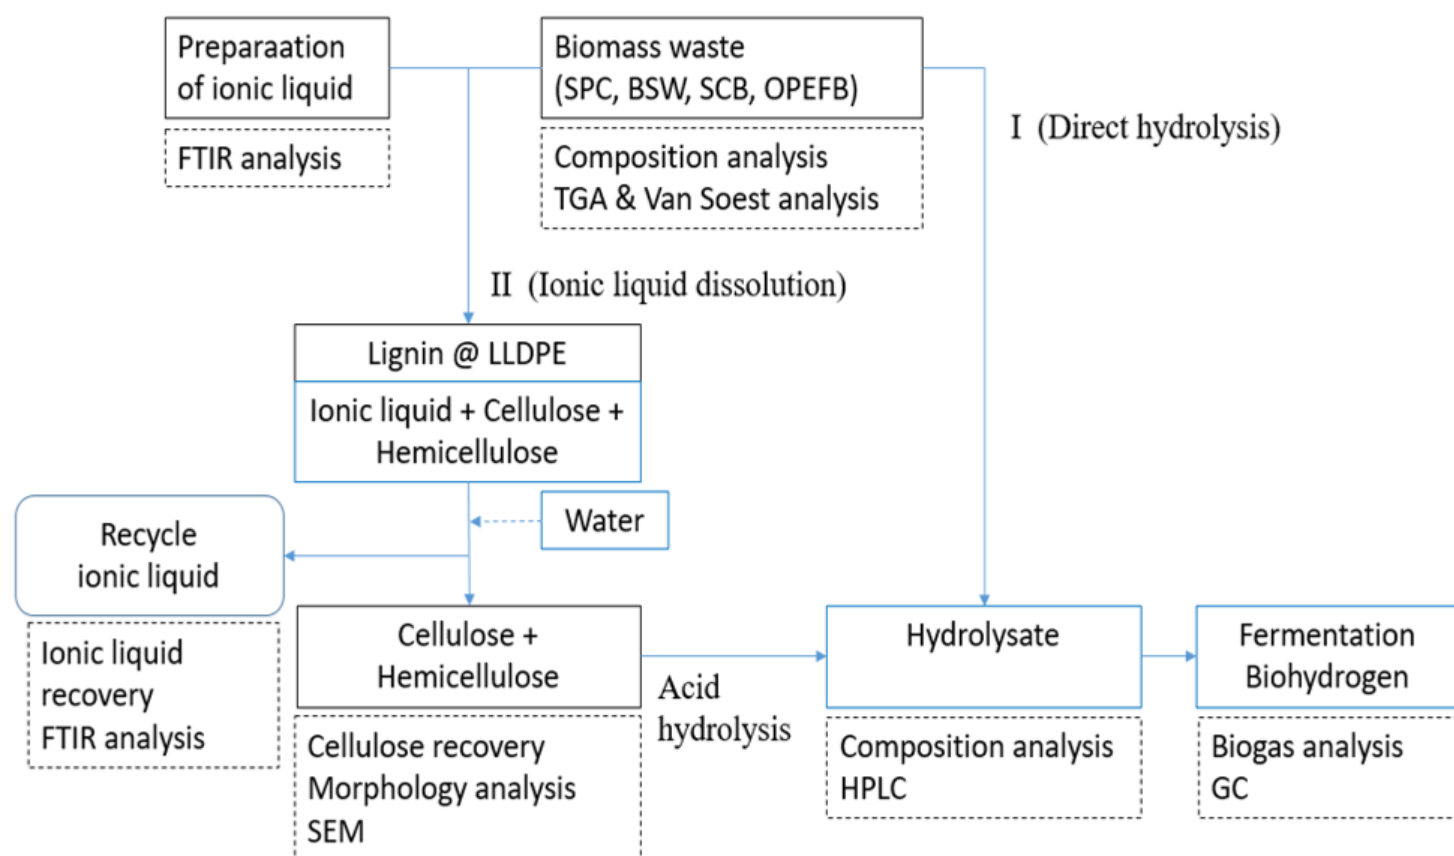 Preparaation
of ionic liquid
FTIR analysis
Biomass waste
(SPC, BSW, SCB, OPEFB)
Composition analysis
TGA & Van Soest analysis
I (Direct hydrolysis)
II (Ionic liquid dissolution)
Lignin @ LLDPE
Ionic liquid + Cellulose +
Hemicellulose
Water
Recycle
ionic liquid
Ionic liquid
recovery
FTIR analysis
Cellulose +
Hemicellulose
Cellulose recovery
Morphology analysis
SEM
Acid
hydrolysis
Hydrolysate
Composition analysis
HPLC
Fermentation
Biohydrogen
Biogas analysis
GC